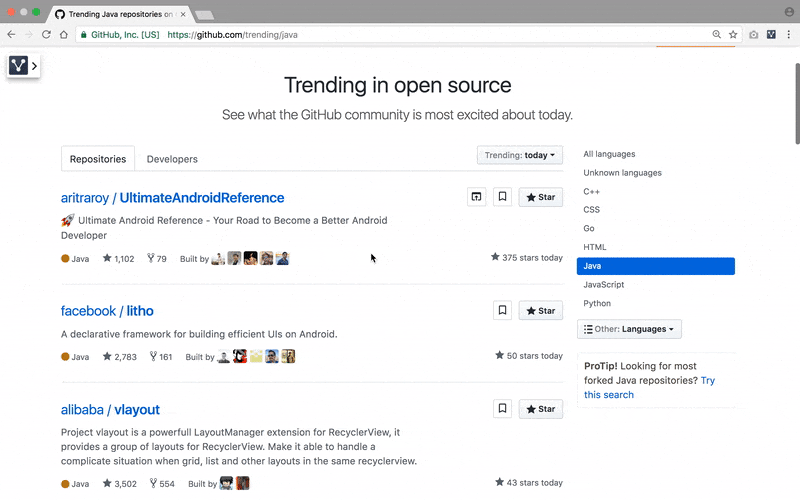 Trending Java repositories on
GitHub, Inc. [US] https://github.com/trending/java
Trending in open source
See what the GitHub community is most excited about today.
Repositories Developers Trending: today
aritraroy / UltimateAndroidReference Star
🚀 Ultimate Android Reference - Your Road to Become a Better Android
Developer
Java 1,102 79 Built by 375 stars today
facebook / litho Star
A declarative framework for building efficient UIs on Android.
Java 2,783 161 Built by 50 stars today
alibaba / vlayout Star
Project vlayout is a powerfull LayoutManager extension for RecyclerView, it
provides a group of layouts for RecyclerView. Make it able to handle a
complicate situation when grid, list and other layouts in the same recyclerview.
Java 3,502 554 Built by 43 stars today
All languages
Unknown languages
C++
CSS
Go
HTML
Java
JavaScript
Python
Other: Languages
ProTip! Looking for most
forked Java repositories? Try
this search